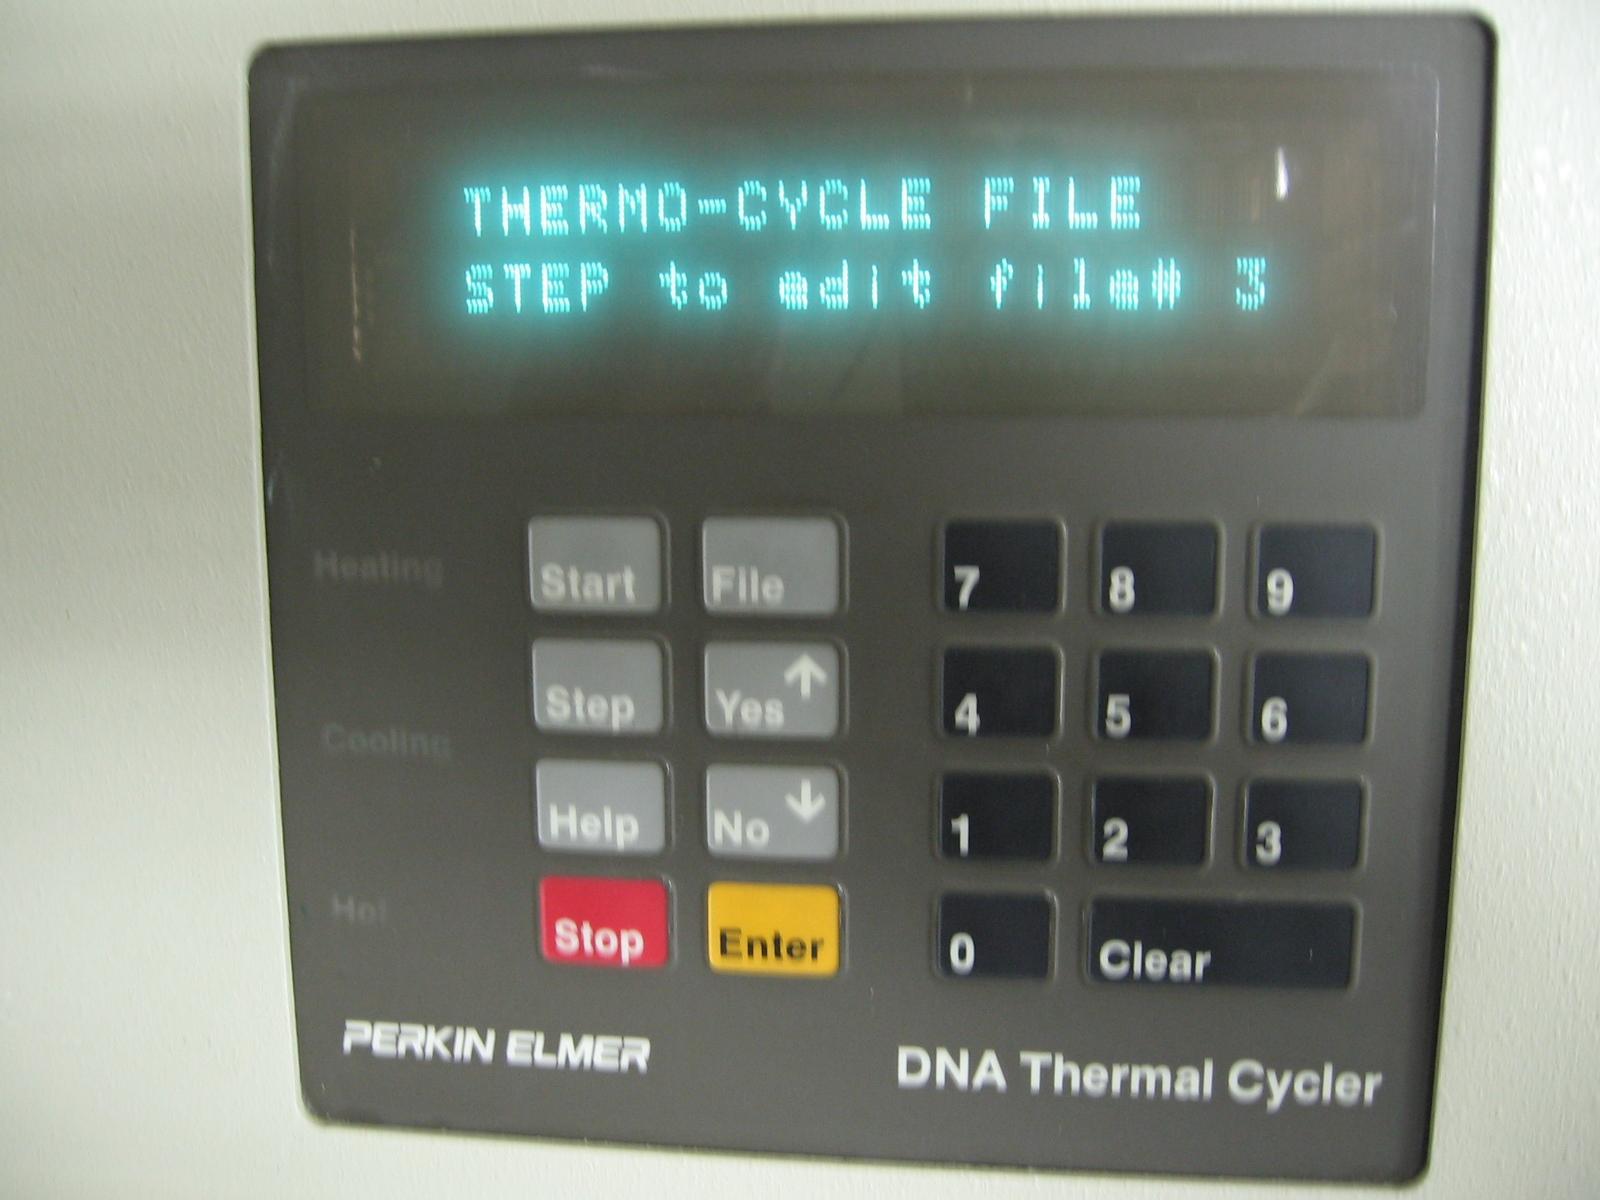 THERMO-CYCLE FILE
STEP to edit file# 3
Heating
Start File 7 8 9
Step Yes ↑ 4 5 6
Cooling
Help No ↓ 1 2 3
Hot
Stop Enter 0 Clear
PERKIN ELMER
DNA Thermal Cycler